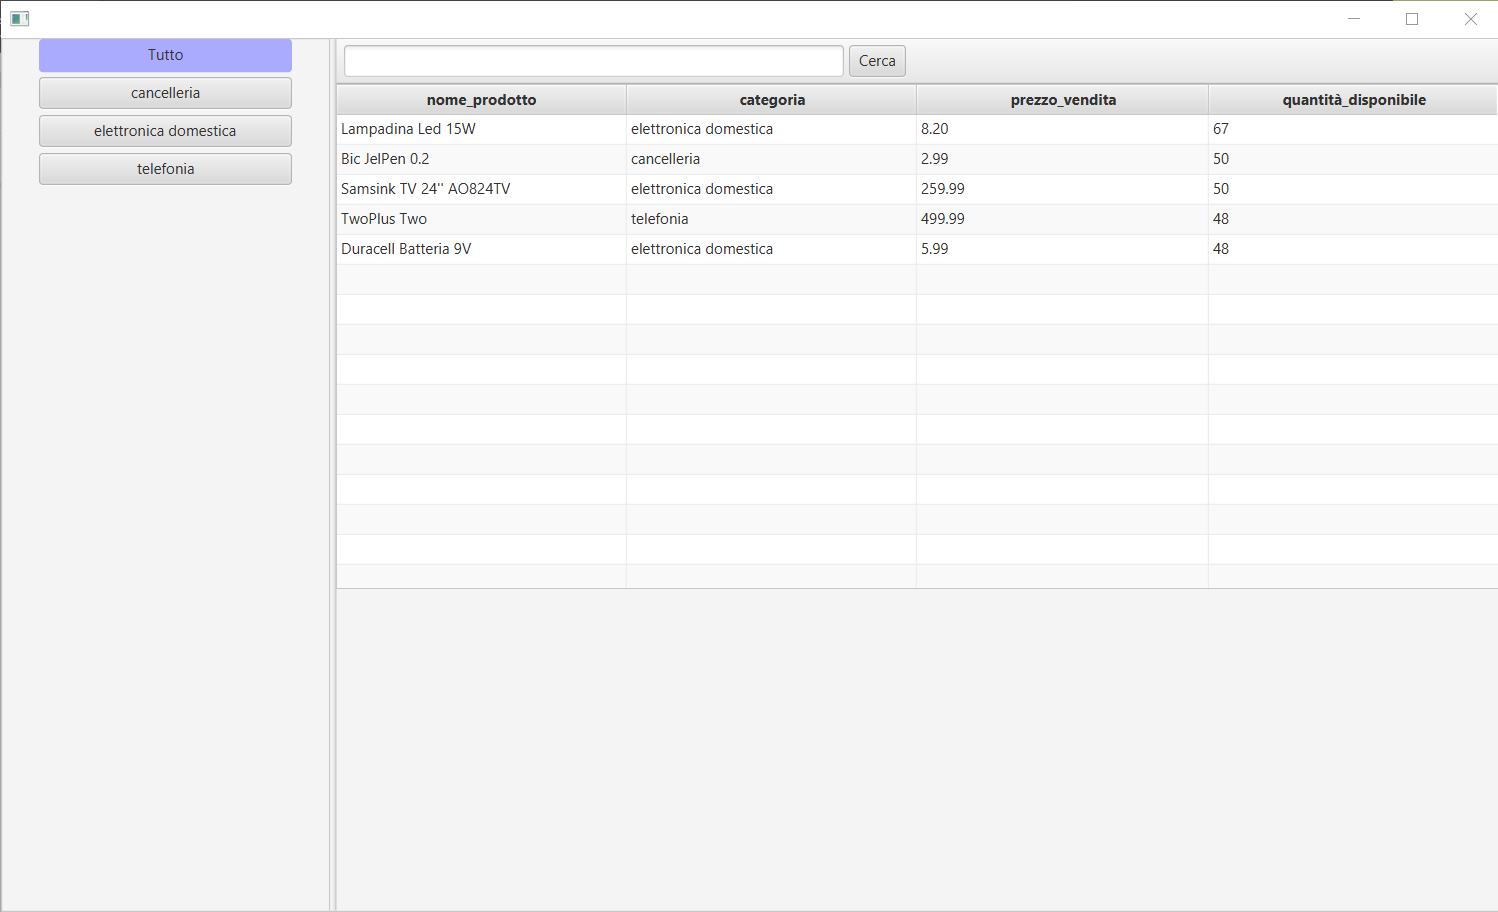 Tutto
cancelleria
elettronica domestica
telefonia
Cerca
nome_prodotto categoria prezzo_vendita quantità_disponibile
Lampadina Led 15W elettronica domestica 8.20 67
Bic JelPen 0.2 cancelleria 2.99 50
Samsink TV 24'' AO824TV elettronica domestica 259.99 50
TwoPlus Two telefonia 499.99 48
Duracell Batteria 9V elettronica domestica 5.99 48